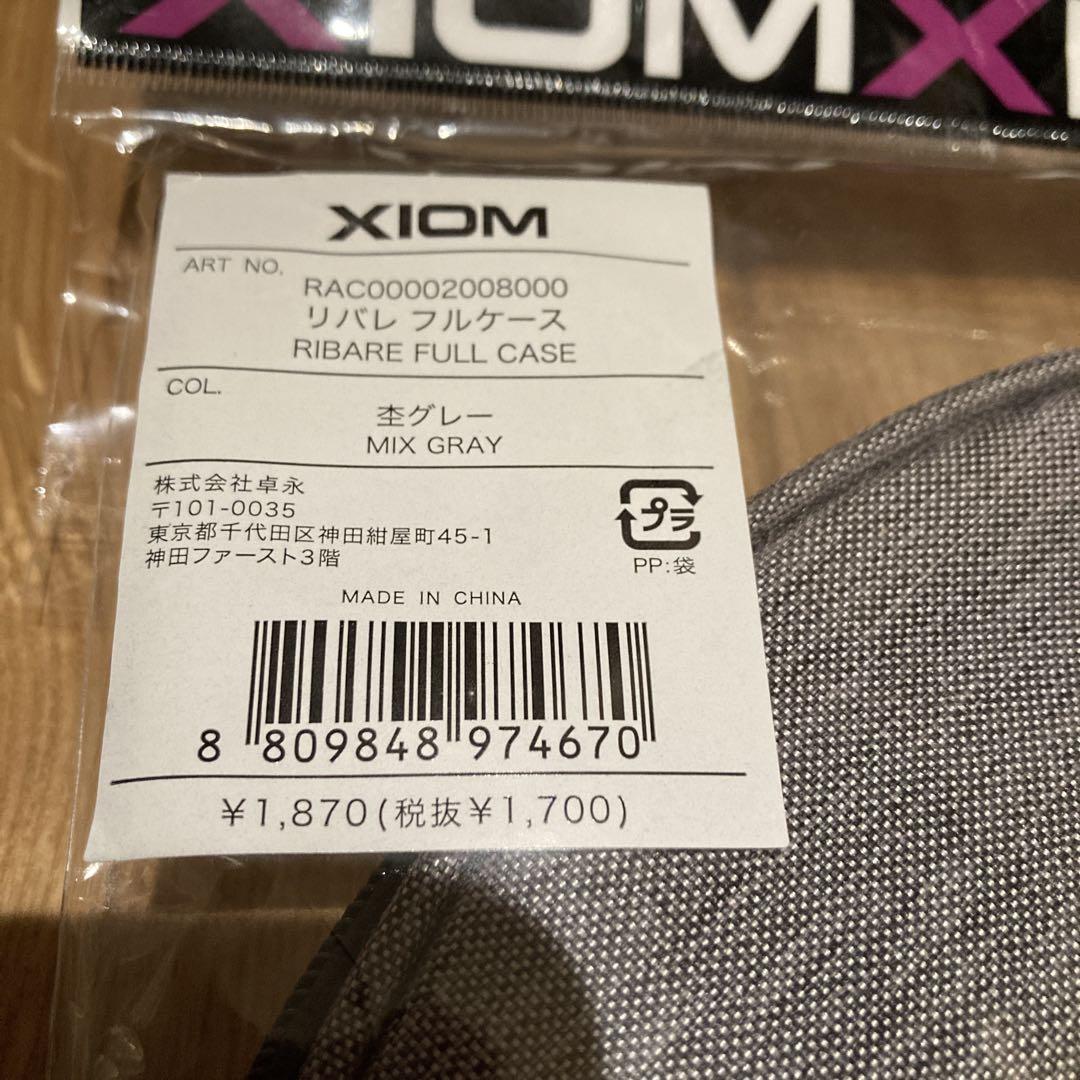 XIOMX
XIOM
ART NO.
RAC00002008000
リバレ フルケース
RIBARE FULL CASE
COL.
杢グレー
MIX GRAY
株式会社卓永
〒101-0035
東京都千代田区神田紺屋町45-1
神田ファースト3階
プラ
PP:袋
MADE IN CHINA
8 809848 974670
¥1,870(税抜¥1,700)